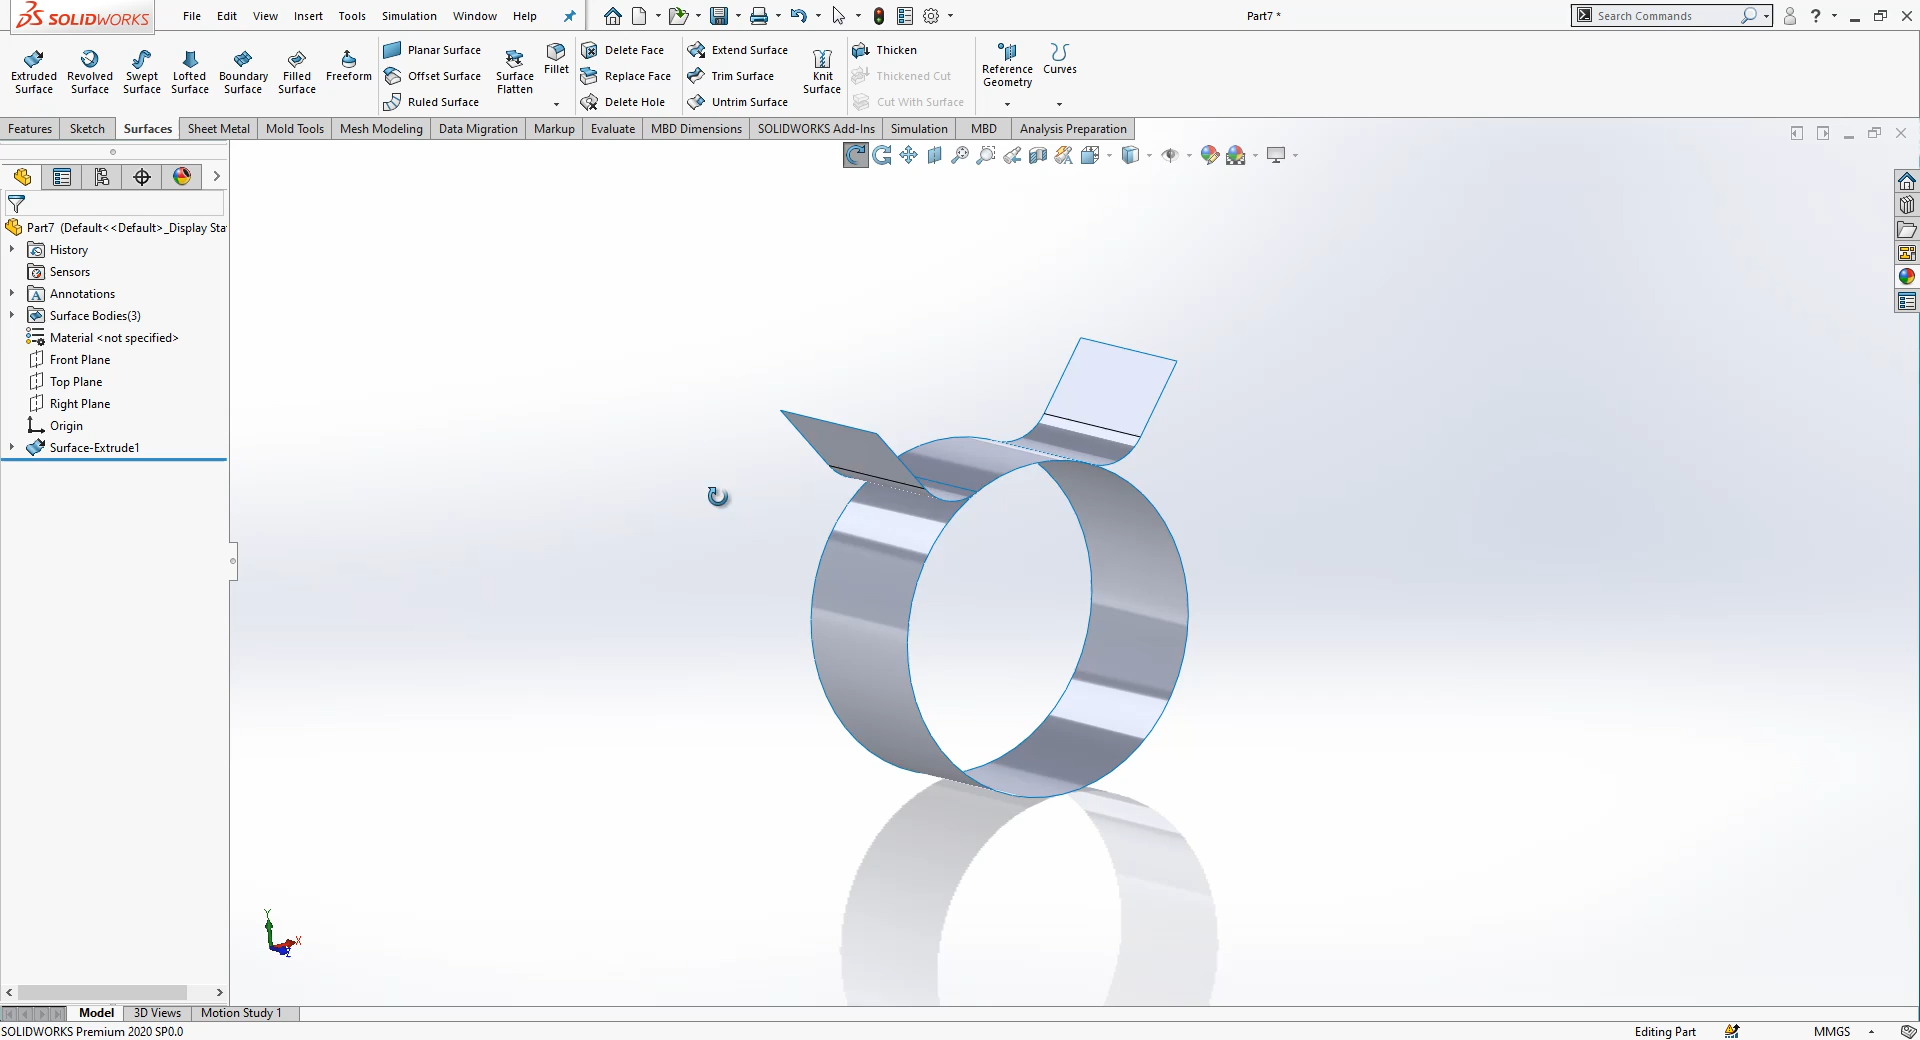 SOLIDWORKS File Edit View Insert Tools Simulation Window Help Part7 * Search Commands ?
Extruded Surface Revolved Surface Swept Surface Lofted Surface Boundary Surface Filled Surface Freeform
Planar Surface
Offset Surface
Ruled Surface
Surface Flatten Fillet
Delete Face
Replace Face
Delete Hole
Extend Surface
Trim Surface
Untrim Surface
Knit Surface
Thicken
Thickened Cut
Cut With Surface
Reference Geometry Curves
Features Sketch Surfaces Sheet Metal Mold Tools Mesh Modeling Data Migration Markup Evaluate MBD Dimensions SOLIDWORKS Add-Ins Simulation MBD Analysis Preparation
Part7 (Default<<Default>_Display Sta
History
Sensors
A Annotations
Surface Bodies(3)
Material <not specified>
Front Plane
Top Plane
Right Plane
Origin
Surface-Extrude1
Y
X
Z
Model 3D Views Motion Study 1
SOLIDWORKS Premium 2020 SP0.0 Editing Part MMGS